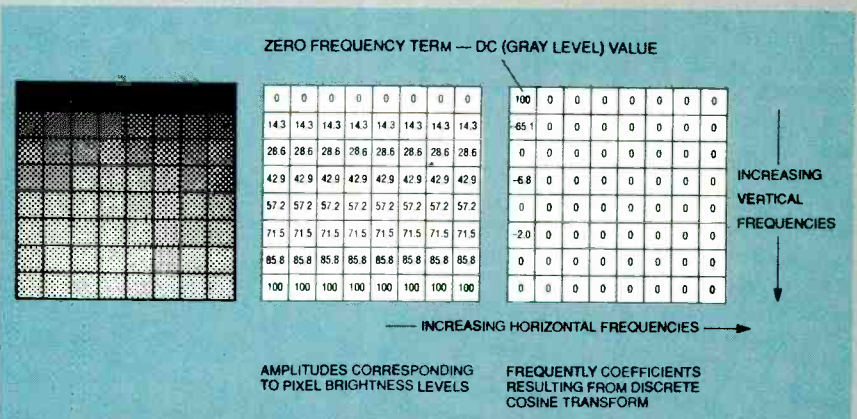 ZERO FREQUENCY TERM — DC (GRAY LEVEL) VALUE
0 0 0 0 0 0 0 0
14.3 14.3 14.3 14.3 14.3 14.3 14.3 14.3
28.6 28.6 28.6 28.6 28.6 28.6 28.6 28.6
42.9 42.9 42.9 42.9 42.9 42.9 42.9 42.9
57.2 57.2 57.2 57.2 57.2 57.2 57.2 57.2
71.5 71.5 71.5 71.5 71.5 71.5 71.5 71.5
85.8 85.8 85.8 85.8 85.8 85.8 85.8 85.8
100 100 100 100 100 100 100 100
100 0 0 0 0 0 0 0
-65.1 0 0 0 0 0 0 0
0 0 0 0 0 0 0 0
-6.8 0 0 0 0 0 0 0
0 0 0 0 0 0 0 0
-2.0 0 0 0 0 0 0 0
0 0 0 0 0 0 0 0
0 0 0 0 0 0 0 0
INCREASING
VERTICAL
FREQUENCIES
INCREASING HORIZONTAL FREQUENCIES
AMPLITUDES CORRESPONDING
TO PIXEL BRIGHTNESS LEVELS
FREQUENTLY COEFFICIENTS
RESULTING FROM DISCRETE
COSINE TRANSFORM